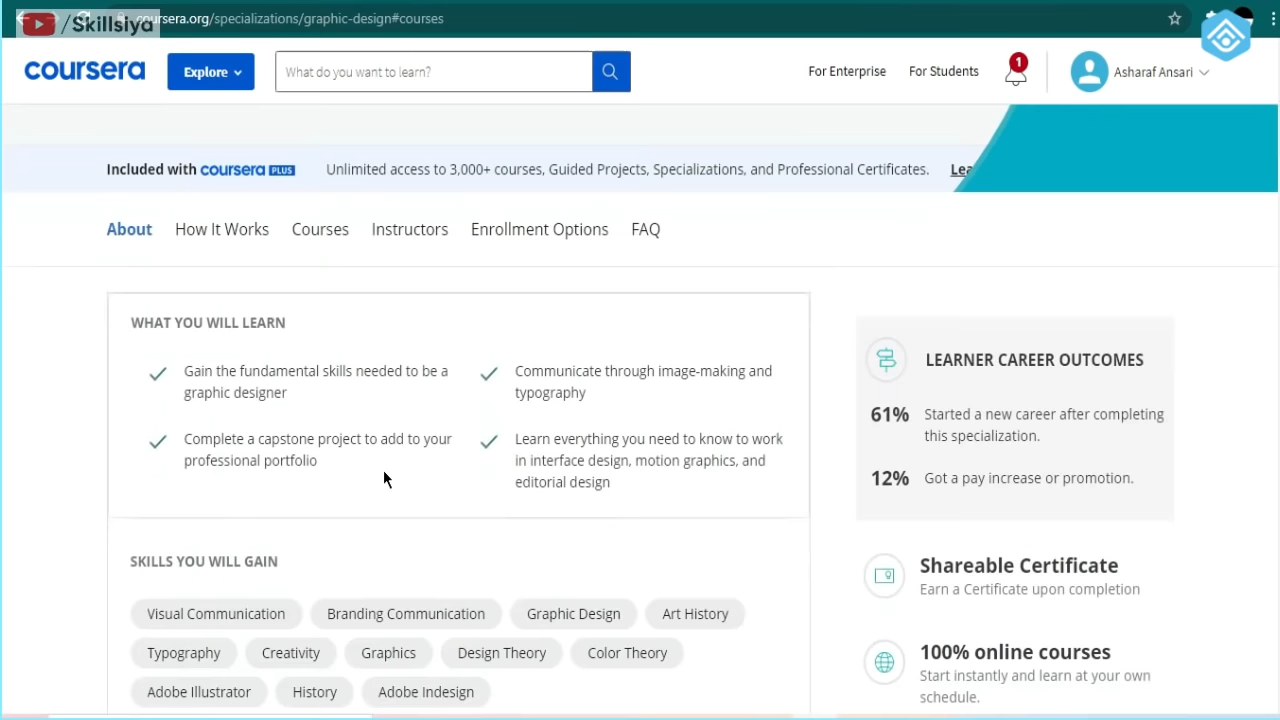 coursera.org/specializations/graphic-design#courses
/Skillsiya
coursera
Explore
What do you want to learn?
For Enterprise
For Students
1
Asharaf Ansari
Included with coursera PLUS
Unlimited access to 3,000+ courses, Guided Projects, Specializations, and Professional Certificates.
About
How It Works
Courses
Instructors
Enrollment Options
FAQ
WHAT YOU WILL LEARN
Gain the fundamental skills needed to be a
graphic designer
Communicate through image-making and
typography
Complete a capstone project to add to your
professional portfolio
Learn everything you need to know to work
in interface design, motion graphics, and
editorial design
SKILLS YOU WILL GAIN
Visual Communication
Branding Communication
Graphic Design
Art History
Typography
Creativity
Graphics
Design Theory
Color Theory
Adobe Illustrator
History
Adobe Indesign
LEARNER CAREER OUTCOMES
61% Started a new career after completing
this specialization.
12% Got a pay increase or promotion.
Shareable Certificate
Earn a Certificate upon completion
100% online courses
Start instantly and learn at your own
schedule.